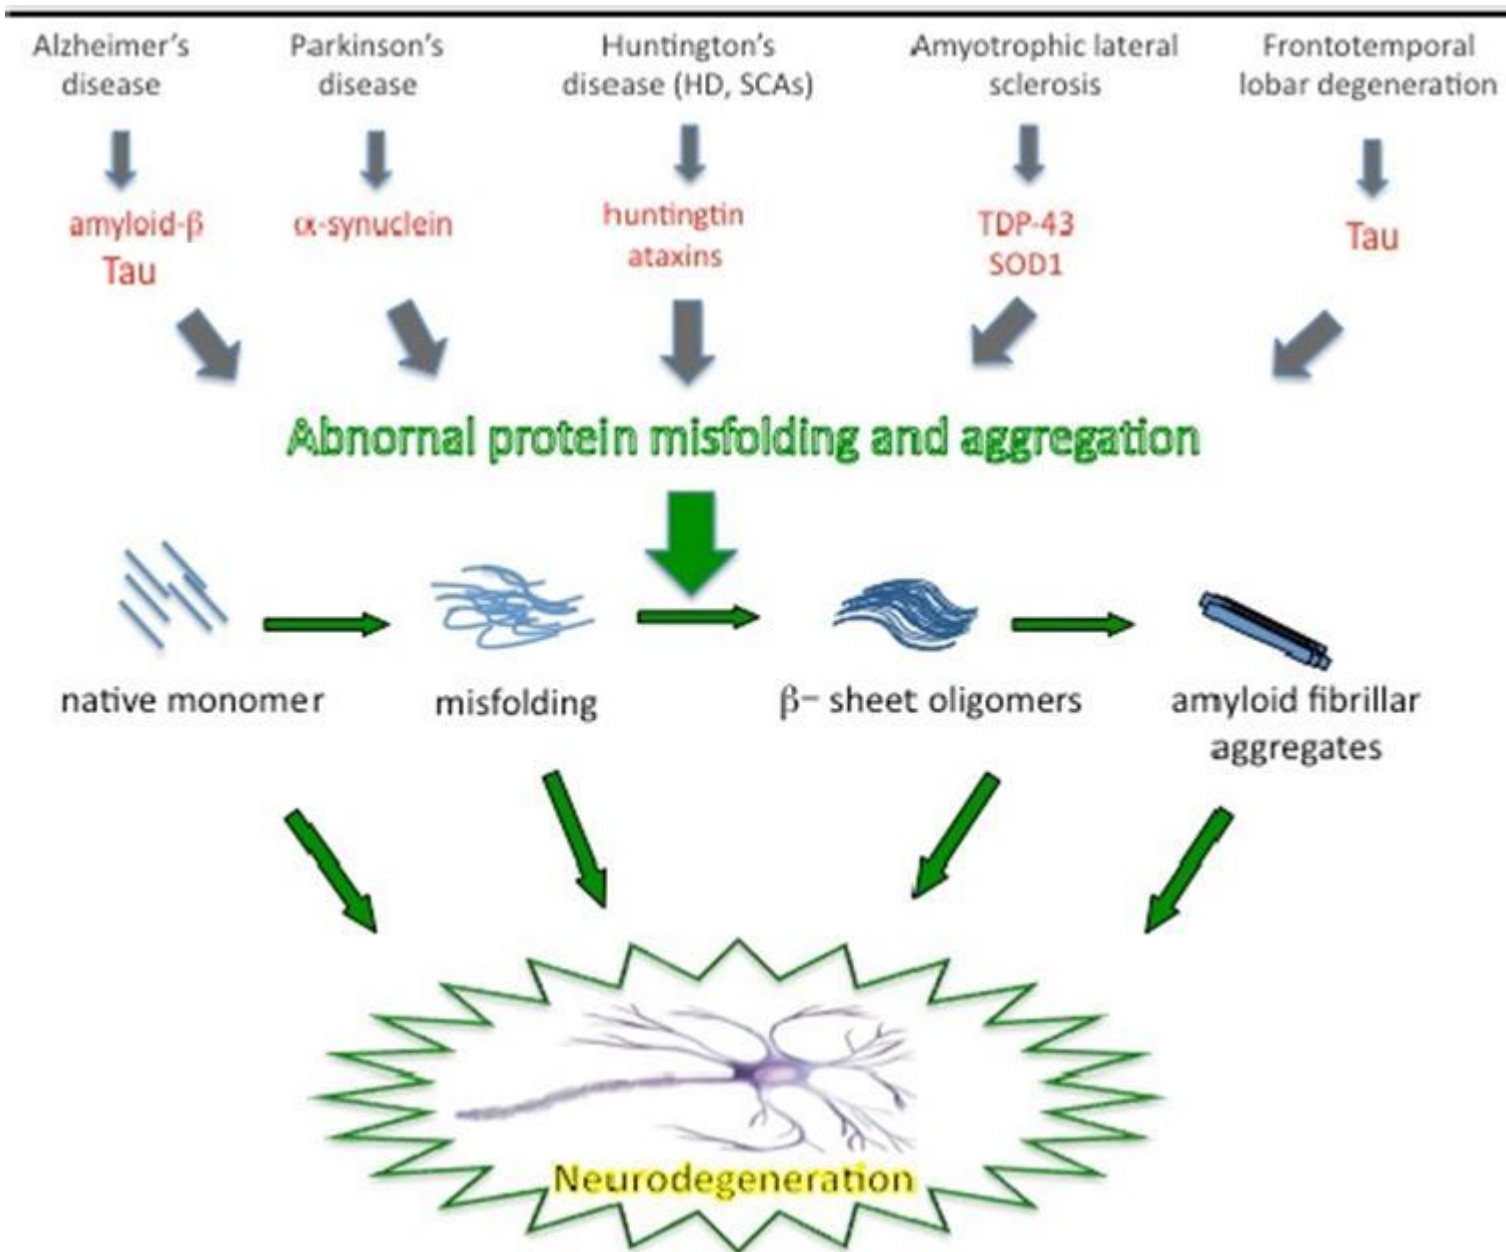 Alzheimer's
disease
Parkinson's
disease
Huntington's
disease (HD, SCAs)
Amyotrophic lateral
sclerosis
Frontotemporal
lobar degeneration
amyloid-β
Tau
α-synuclein
huntingtin
ataxins
TDP-43
SOD1
Tau
Abnornal protein misfolding and aggregation
native monomer
misfolding
β- sheet oligomers
amyloid fibrillar
aggregates
Neurodegeneration